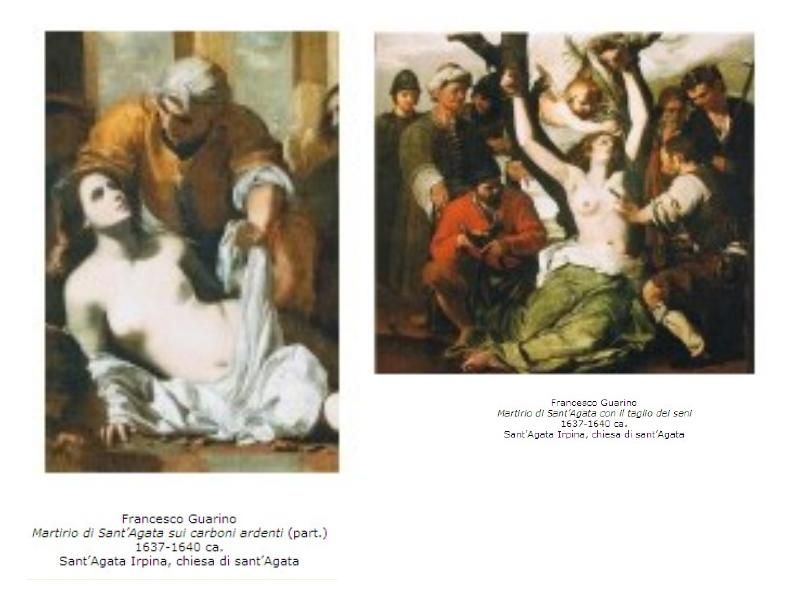 Francesco Guarino
Martirio di Sant'Agata sui carboni ardenti (part.)
1637-1640 ca.
Sant'Agata Irpina, chiesa di sant'Agata
Francesco Guarino
Martirio di Sant'Agata con il taglio dei seni
1637-1640 ca.
Sant'Agata Irpina, chiesa di sant'Agata